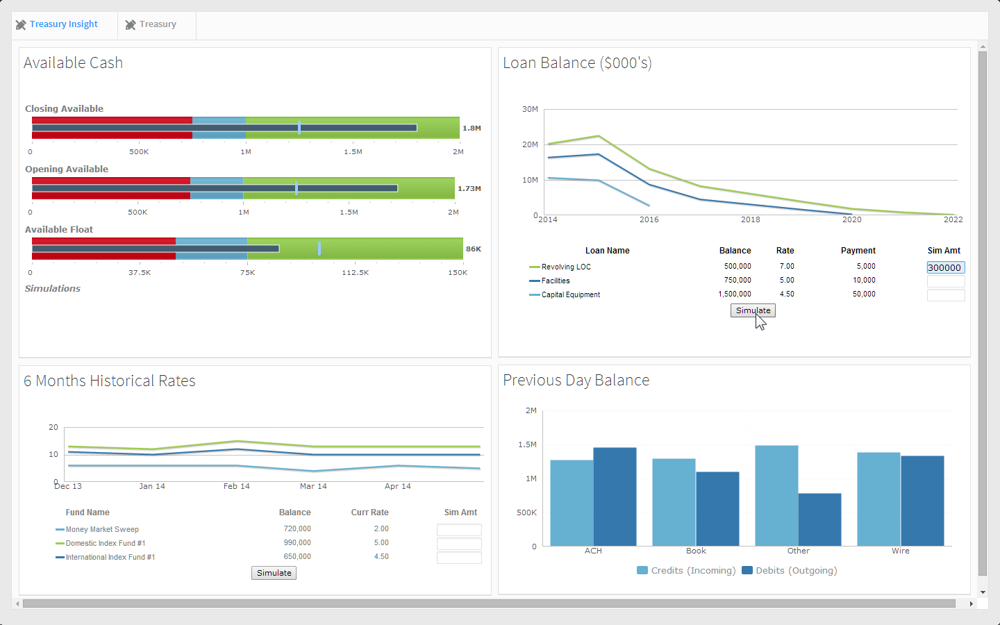 Treasury Insight
Treasury
Available Cash
Closing Available
1.8M
0 500K 1M 1.5M 2M
Opening Available
1.73M
0 500K 1M 1.5M 2M
Available Float
86K
0 37.5K 75K 112.5K 150K
Simulations
Loan Balance ($000's)
30M
20M
10M
0
2014 2016 2018 2020 2022
Loan Name Balance Rate Payment Sim Amt
Revolving LOC 500,000 7.00 5,000 300000
Facilities 750,000 5.00 10,000
Capital Equipment 1,500,000 4.50 50,000
Simulate
6 Months Historical Rates
20
10
0
Dec 13 Jan 14 Feb 14 Mar 14 Apr 14
Fund Name Balance Curr Rate Sim Amt
Money Market Sweep 720,000 2.00
Domestic Index Fund #1 990,000 5.00
International Index Fund #1 650,000 4.50
Simulate
Previous Day Balance
2M
1.5M
1M
500K
0
ACH Book Other Wire
Credits (Incoming) Debits (Outgoing)